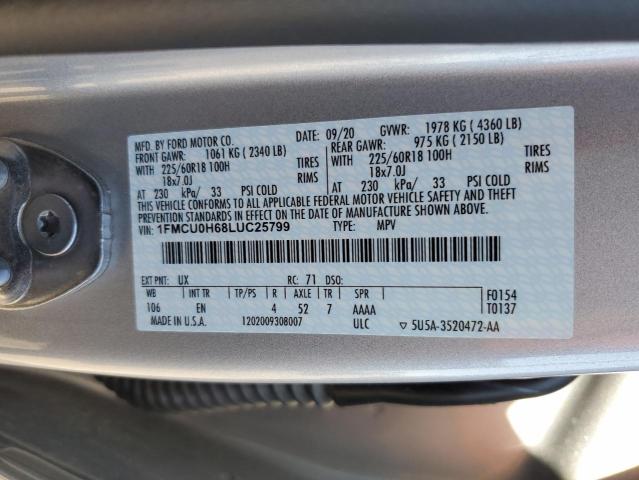 MFD. BY FORD MOTOR CO. 09/20 GVWR: 1978 KG ( 4360 LB)
FRONT GAWR: 1061 KG ( 2340 LB) REAR GAWR: 975 KG ( 2150 LB)
WITH 225/60R18 100H TIRES WITH 225/60R18 100H TIRES
18x7.0J RIMS 18x7.0J RIMS
AT 230 kPa/ 33 PSI COLD AT 230 kPa/ 33 PSI COLD
THIS VEHICLE CONFORMS TO ALL APPLICABLE FEDERAL MOTOR VEHICLE SAFETY AND THEFT
PREVENTION STANDARDS IN EFFECT ON THE DATE OF MANUFACTURE SHOWN ABOVE.
VIN: 1FMCU0H68LUC25799 TYPE: MPV
EXT PNT: UX RC: 71 DSO:
WB INT TR TP/PS R AXLE TR SPR F0154
106 EN 4 52 7 AAAA T0137
MADE IN U.S.A. 1202009308007 ULC 5U5A-3520472-AA